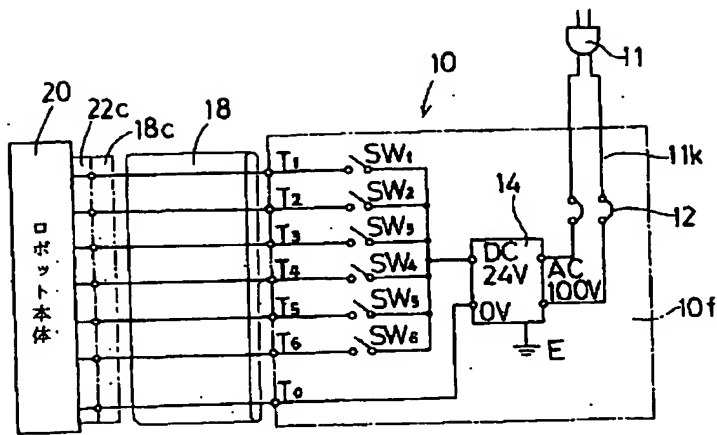 10
11
20
22c
18c
18
11k
12
14
10f
ロボット本体
T1
SW1
T2
SW2
T3
SW3
T4
SW4
T5
SW5
T6
SW6
T0
DC
24V
0V
AC
100V
E